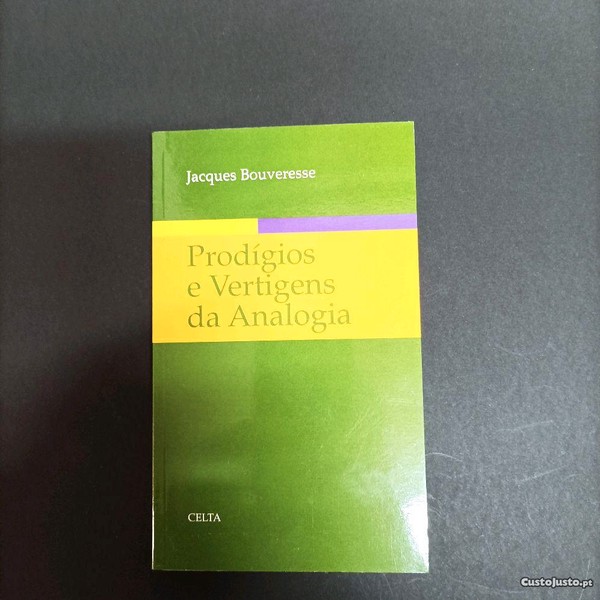 Jacques Bouveresse
Prodígios
e Vertigens
da Analogia
CELTA
CustoJusto.pt